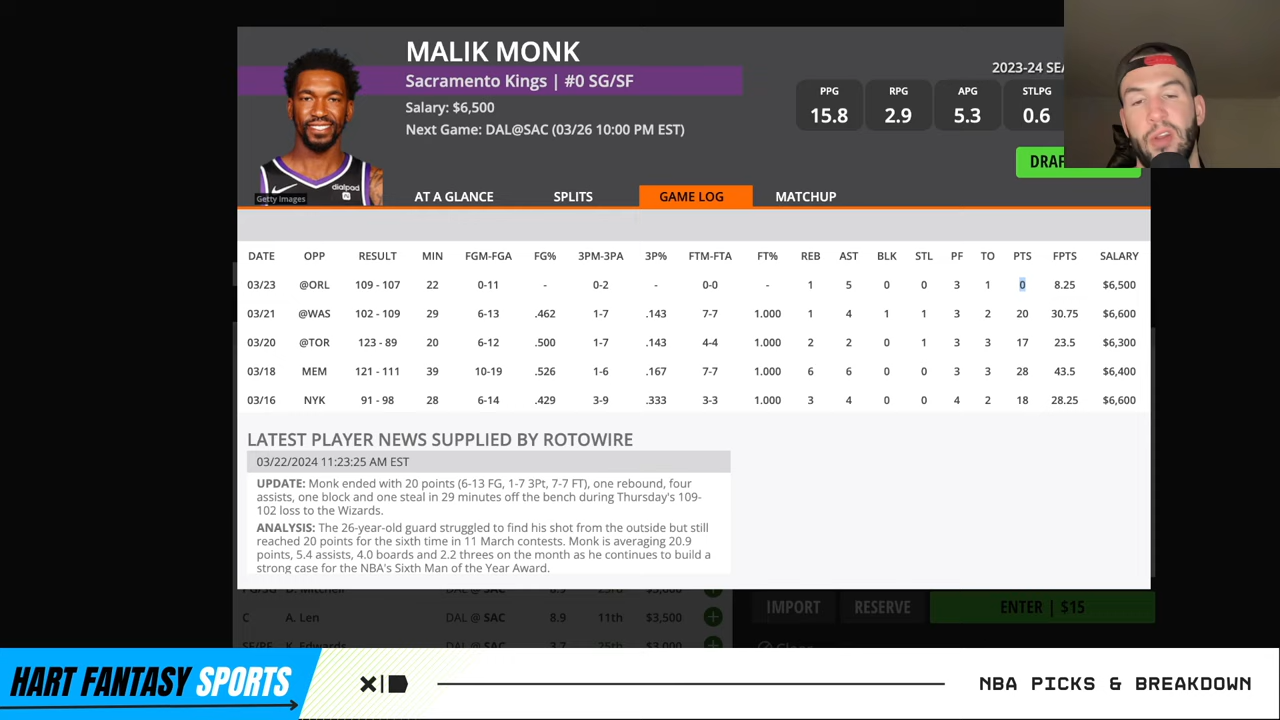 MALIK MONK
Sacramento Kings | #0 SG/SF
Salary: $6,500
Next Game: DAL@SAC (03/26 10:00 PM EST)
2023-24 SEA
PPG RPG APG STLPG
15.8 2.9 5.3 0.6
DRAF
dialpad
Getty Images
AT A GLANCE SPLITS GAME LOG MATCHUP
DATE OPP RESULT MIN FGM-FGA FG% 3PM-3PA 3P% FTM-FTA FT% REB AST BLK STL PF TO PTS FPTS SALARY
03/23 @ORL 109 - 107 22 0-11 - 0-2 - 0-0 - 1 5 0 0 3 1 0 8.25 $6,500
03/21 @WAS 102 - 109 29 6-13 .462 1-7 .143 7-7 1.000 1 4 1 1 3 2 20 30.75 $6,600
03/20 @TOR 123 - 89 20 6-12 .500 1-7 .143 4-4 1.000 2 2 0 1 3 3 17 23.5 $6,300
03/18 MEM 121 - 111 39 10-19 .526 1-6 .167 7-7 1.000 6 6 0 0 3 3 28 43.5 $6,400
03/16 NYK 91 - 98 28 6-14 .429 3-9 .333 3-3 1.000 3 4 0 0 4 2 18 28.25 $6,600
LATEST PLAYER NEWS SUPPLIED BY ROTOWIRE
03/22/2024 11:23:25 AM EST
UPDATE: Monk ended with 20 points (6-13 FG, 1-7 3Pt, 7-7 FT), one rebound, four
assists, one block and one steal in 29 minutes off the bench during Thursday's 109-
102 loss to the Wizards.
ANALYSIS: The 26-year-old guard struggled to find his shot from the outside but still
reached 20 points for the sixth time in 11 March contests. Monk is averaging 20.9
points, 5.4 assists, 4.0 boards and 2.2 threes on the month as he continues to build a
strong case for the NBA's Sixth Man of the Year Award.
C A. Len DAL @ SAC 8.9 11th $3,500
SF/PF K. Edwards DAL @ SAC 3.7 25th $3,000
IMPORT RESERVE ENTER | $15
HART FANTASY SPORTS
NBA PICKS & BREAKDOWN